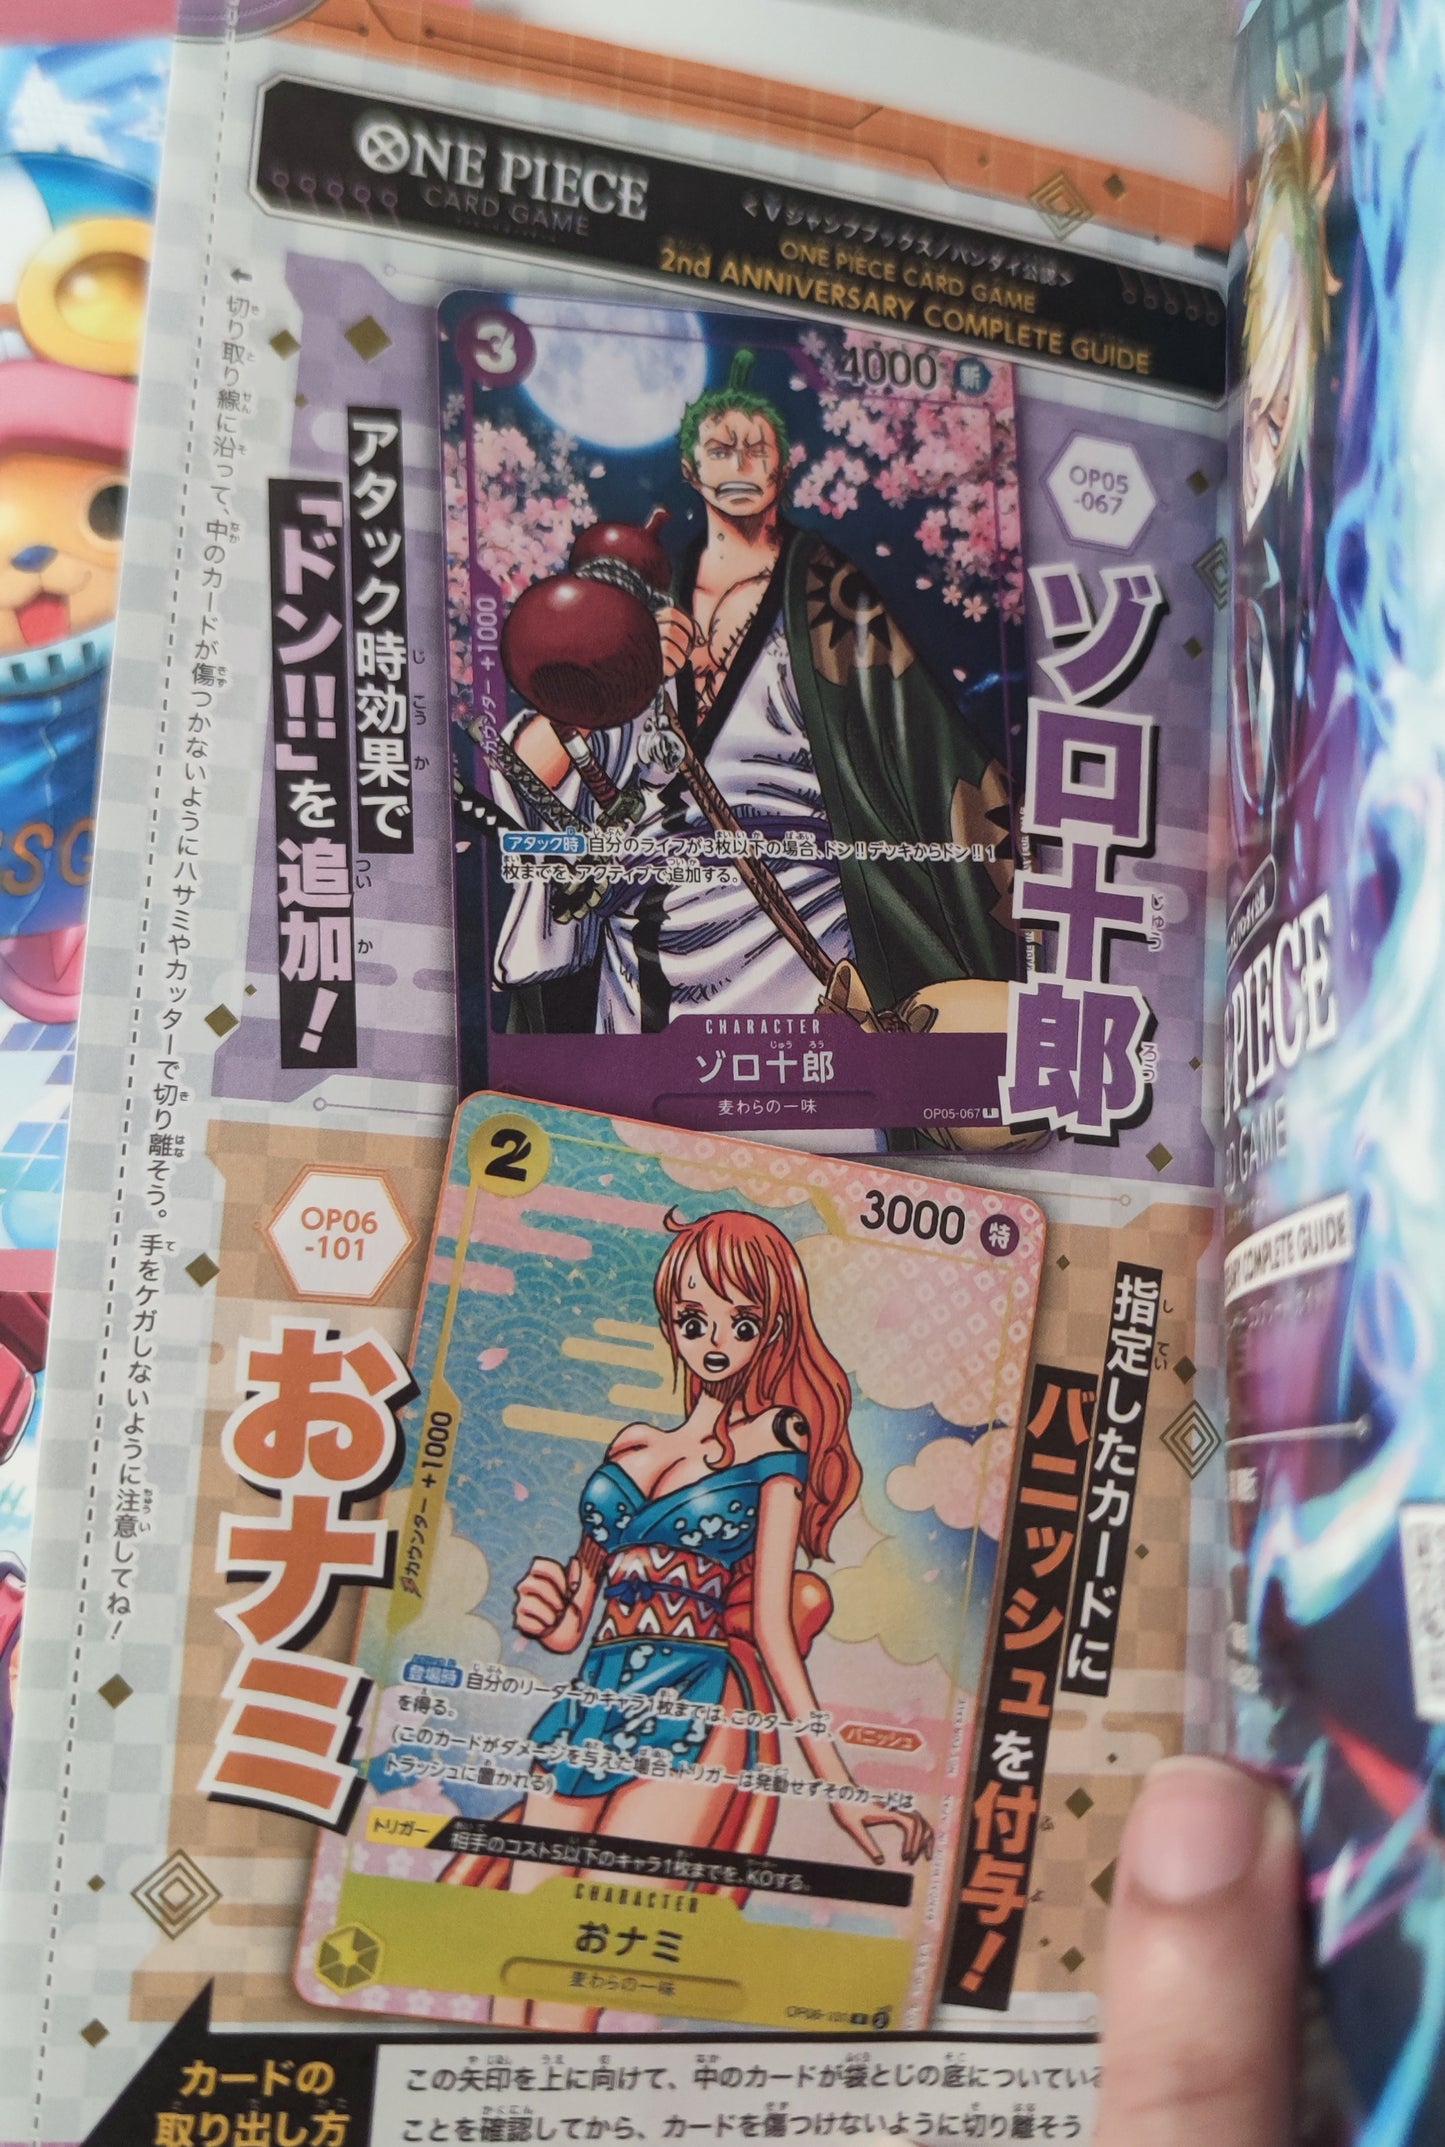 ONE PIECE
CARD GAME
<Vジャンプブックス/バンダイ公認>
ONE PIECE CARD GAME
2nd ANNIVERSARY COMPLETE GUIDE
←切り取り線に沿って、中のカードが傷つかないようにハサミやカッターで切り離そう。手をケガしないように注意してね!
アタック時効果で
「ドン!!」を追加!
3
4000
斬
カウンター +1000
アタック時 自分のライフが3枚以下の場合、ドン!!デッキからドン!!1
枚までを、アクティブで追加する。
CHARACTER
ゾロ十郎
麦わらの一味
OP05-067
OP05
-067
ゾロ十郎
OP06
-101
おナミ
2
3000
特
カウンター +1000
登場時 自分のリーダーかキャラ1枚までは、このターン中、バニッシュ
を得る。
(このカードがダメージを与えた場合、トリガーは発動せずそのカードは
トラッシュに置かれる)
トリガー 相手のコスト5以下のキャラ1枚までを、KOする。
CHARACTER
おナミ
麦わらの一味
OP06-101
指定したカードに
バニッシュを付与!
カードの
取り出し方
この矢印を上に向けて、中のカードが袋とじの底についている
ことを確認してから、カードを傷つけないように切り離そう
PIECE
COMPLETE GUIDE